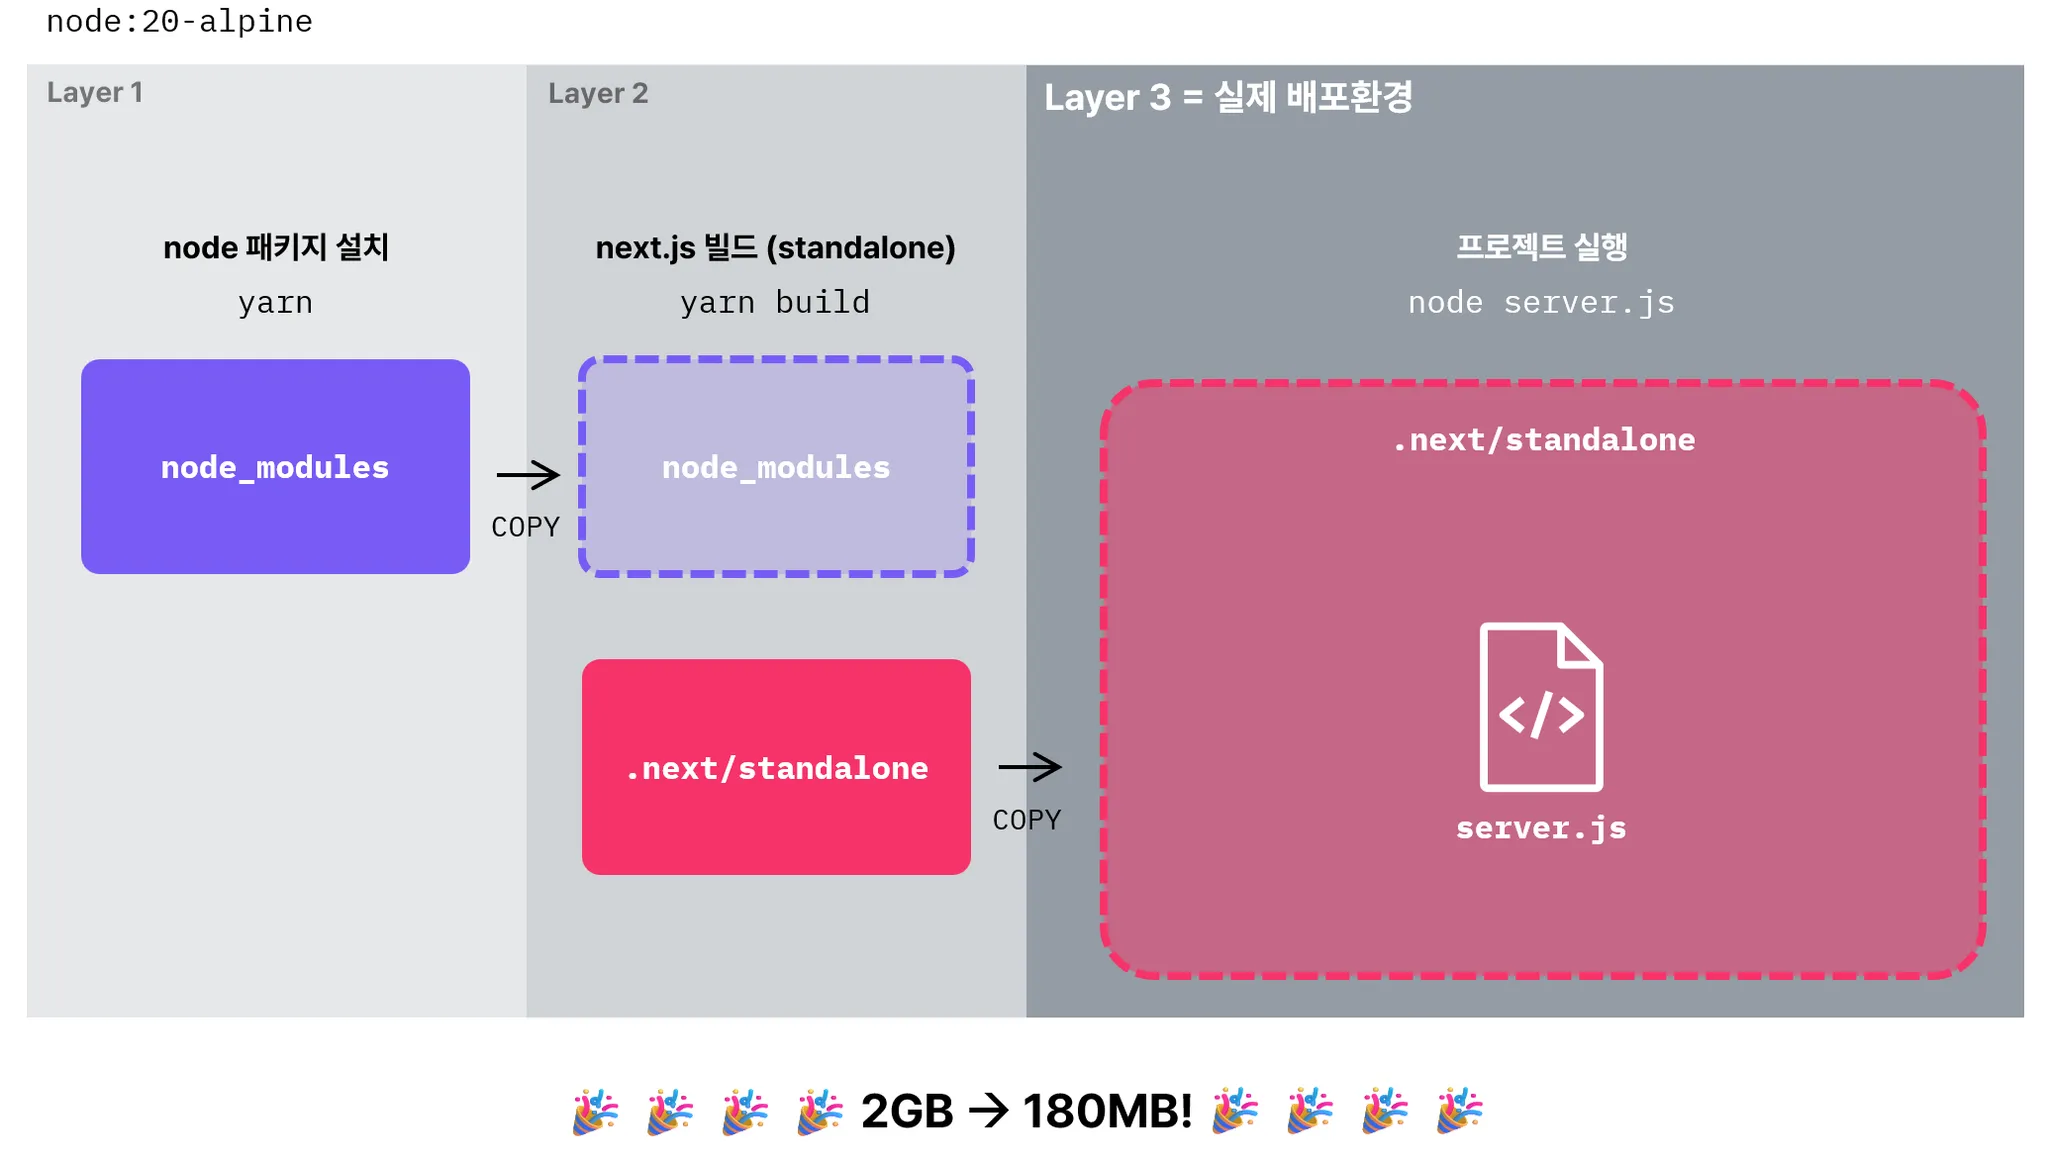 node:20-alpine
Layer 1
node 패키지 설치
yarn
node_modules
COPY
Layer 2
next.js 빌드 (standalone)
yarn build
node_modules
.next/standalone
COPY
Layer 3 = 실제 배포환경
프로젝트 실행
node server.js
.next/standalone
</>
server.js
🎉 🎉 🎉 🎉 2GB → 180MB! 🎉 🎉 🎉 🎉